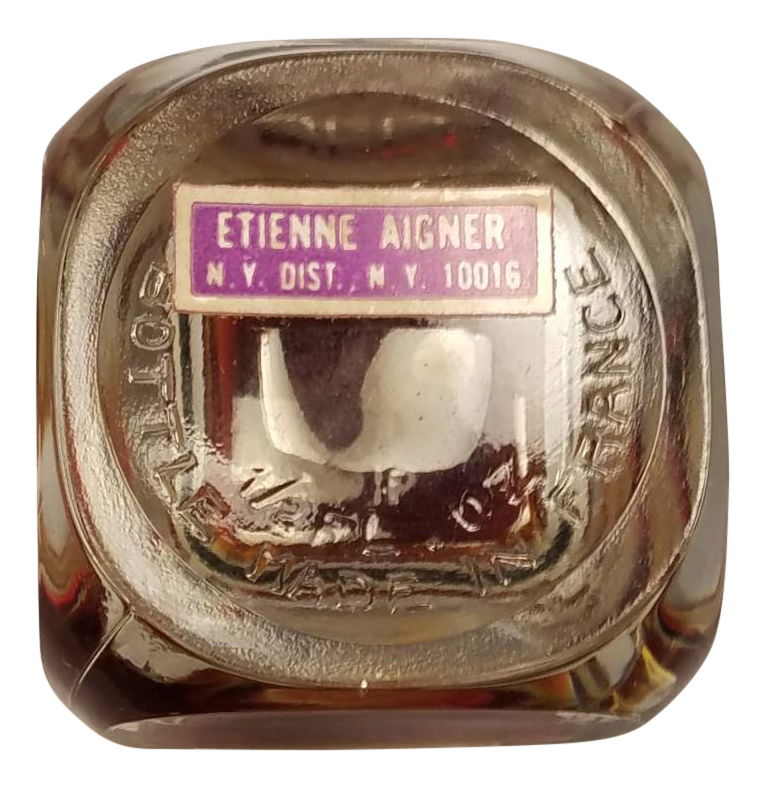 ETIENNE AIGNER
N.Y. DIST., N.Y. 10016
BOTTLE MADE IN FRANCE